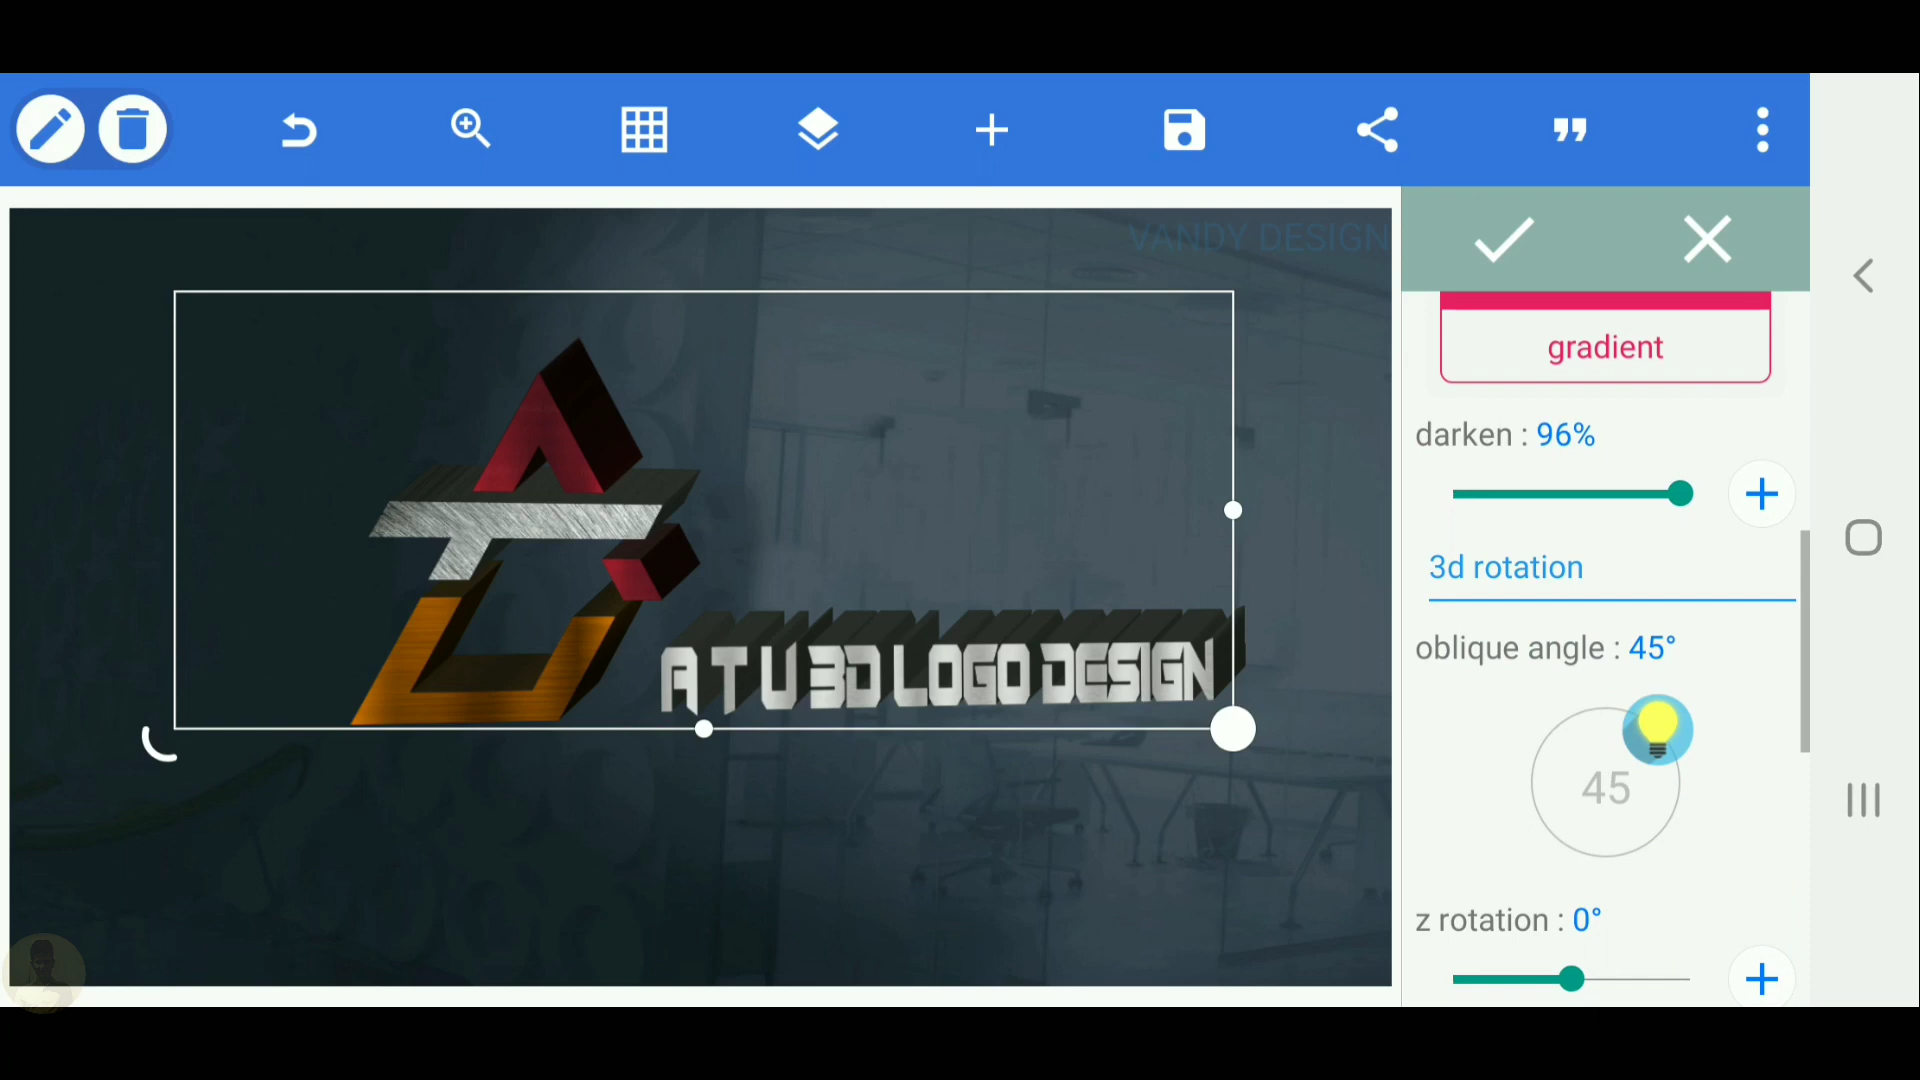 VANDY DESIGN
gradient
darken : 96%
3d rotation
oblique angle : 45°
45
A T U 3D LOGO DESIGN
z rotation : 0°